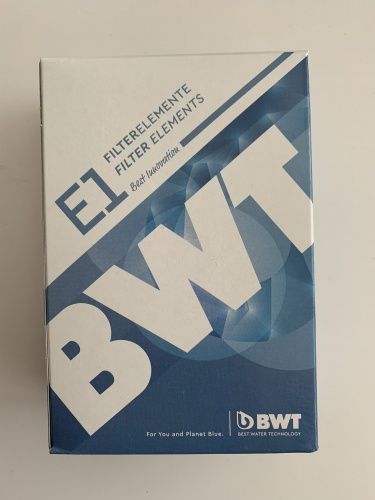 E1
FILTERELEMENTE
FILTER ELEMENTS
Best Innovation
BWT
For You and Planet Blue.
BWT
BEST WATER TECHNOLOGY